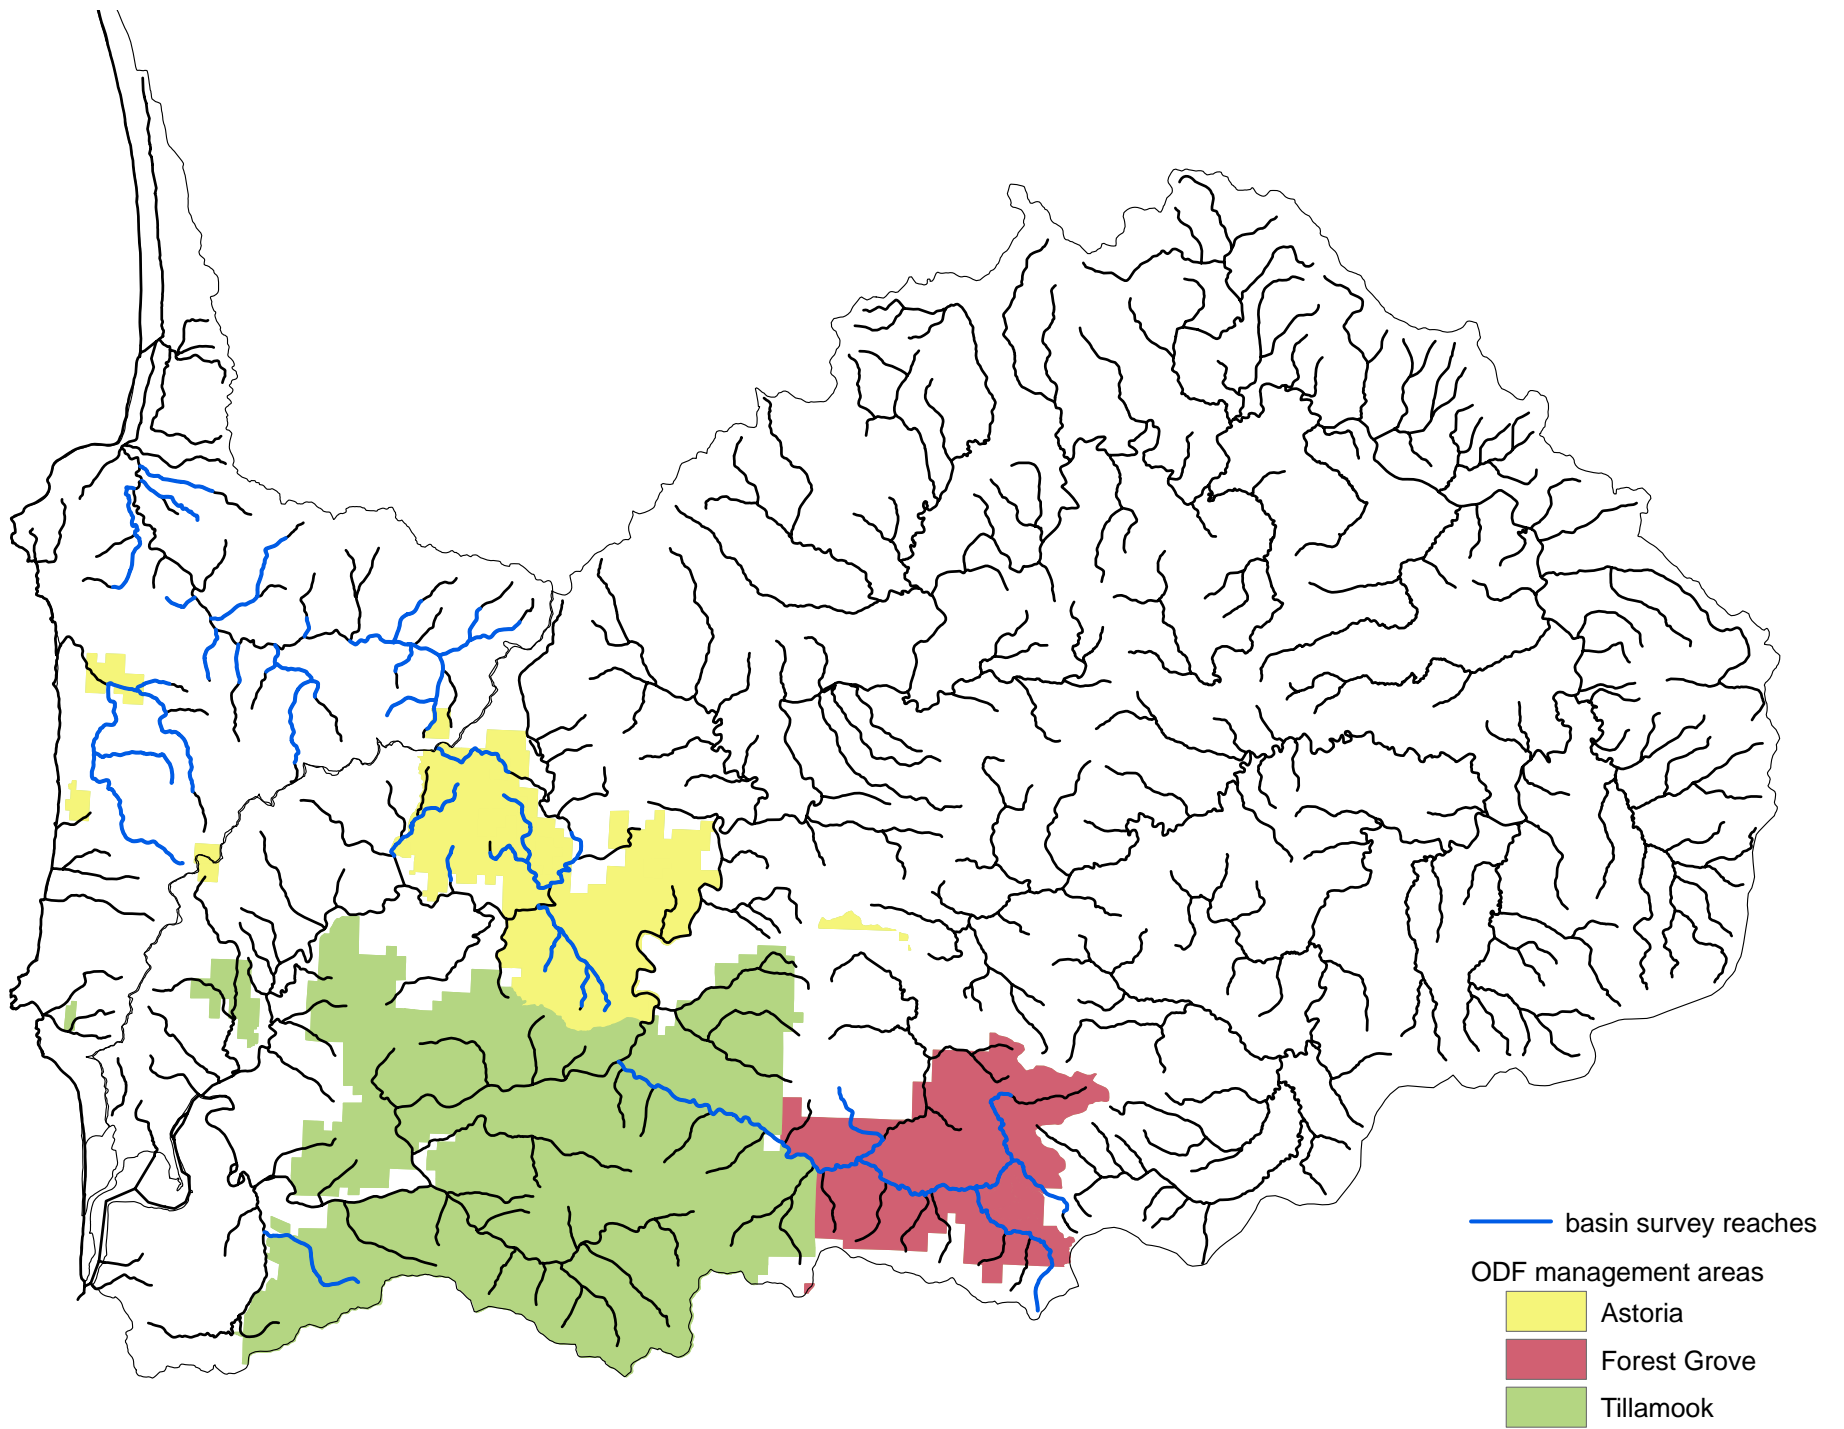 basin survey reaches
ODF management areas
Astoria
Forest Grove
Tillamook